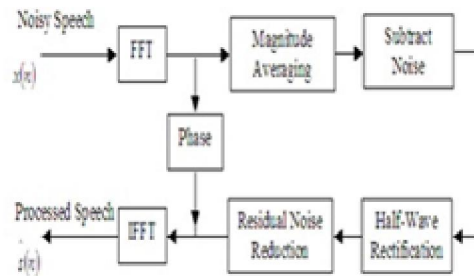 Noisy Speech
x(n)
FFT
Magnitude
Averaging
Subtract
Noise
Phase
Processed Speech
IFFT
Residual Noise
Reduction
Half-Wave
Rectification